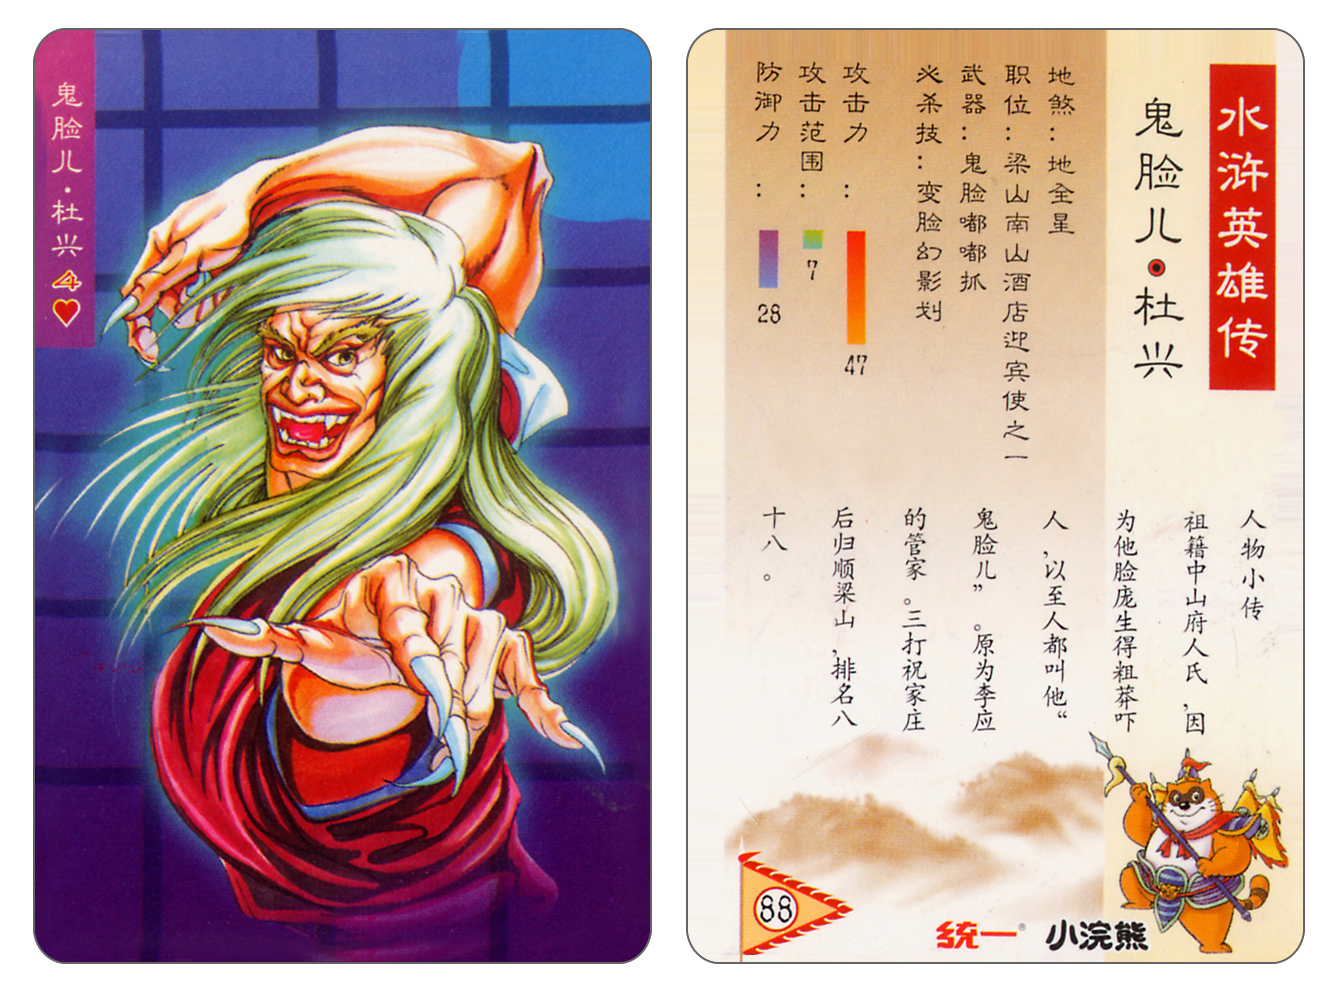 鬼脸儿·杜兴
4
水浒英雄传
鬼脸儿·杜兴
地煞：地全星
职位：梁山南山酒店迎宾使之一
武器：鬼脸嘟嘟抓
必杀技：变脸幻影划
攻击力：
47
攻击范围：
7
防御力：
28
人物小传
祖籍中山府人氏，因
为他脸庞生得粗莽吓
人，以至人都叫他“
鬼脸儿”。原为李应
的管家。三打祝家庄
后归顺梁山，排名八
十八。
88
统一®
小浣熊